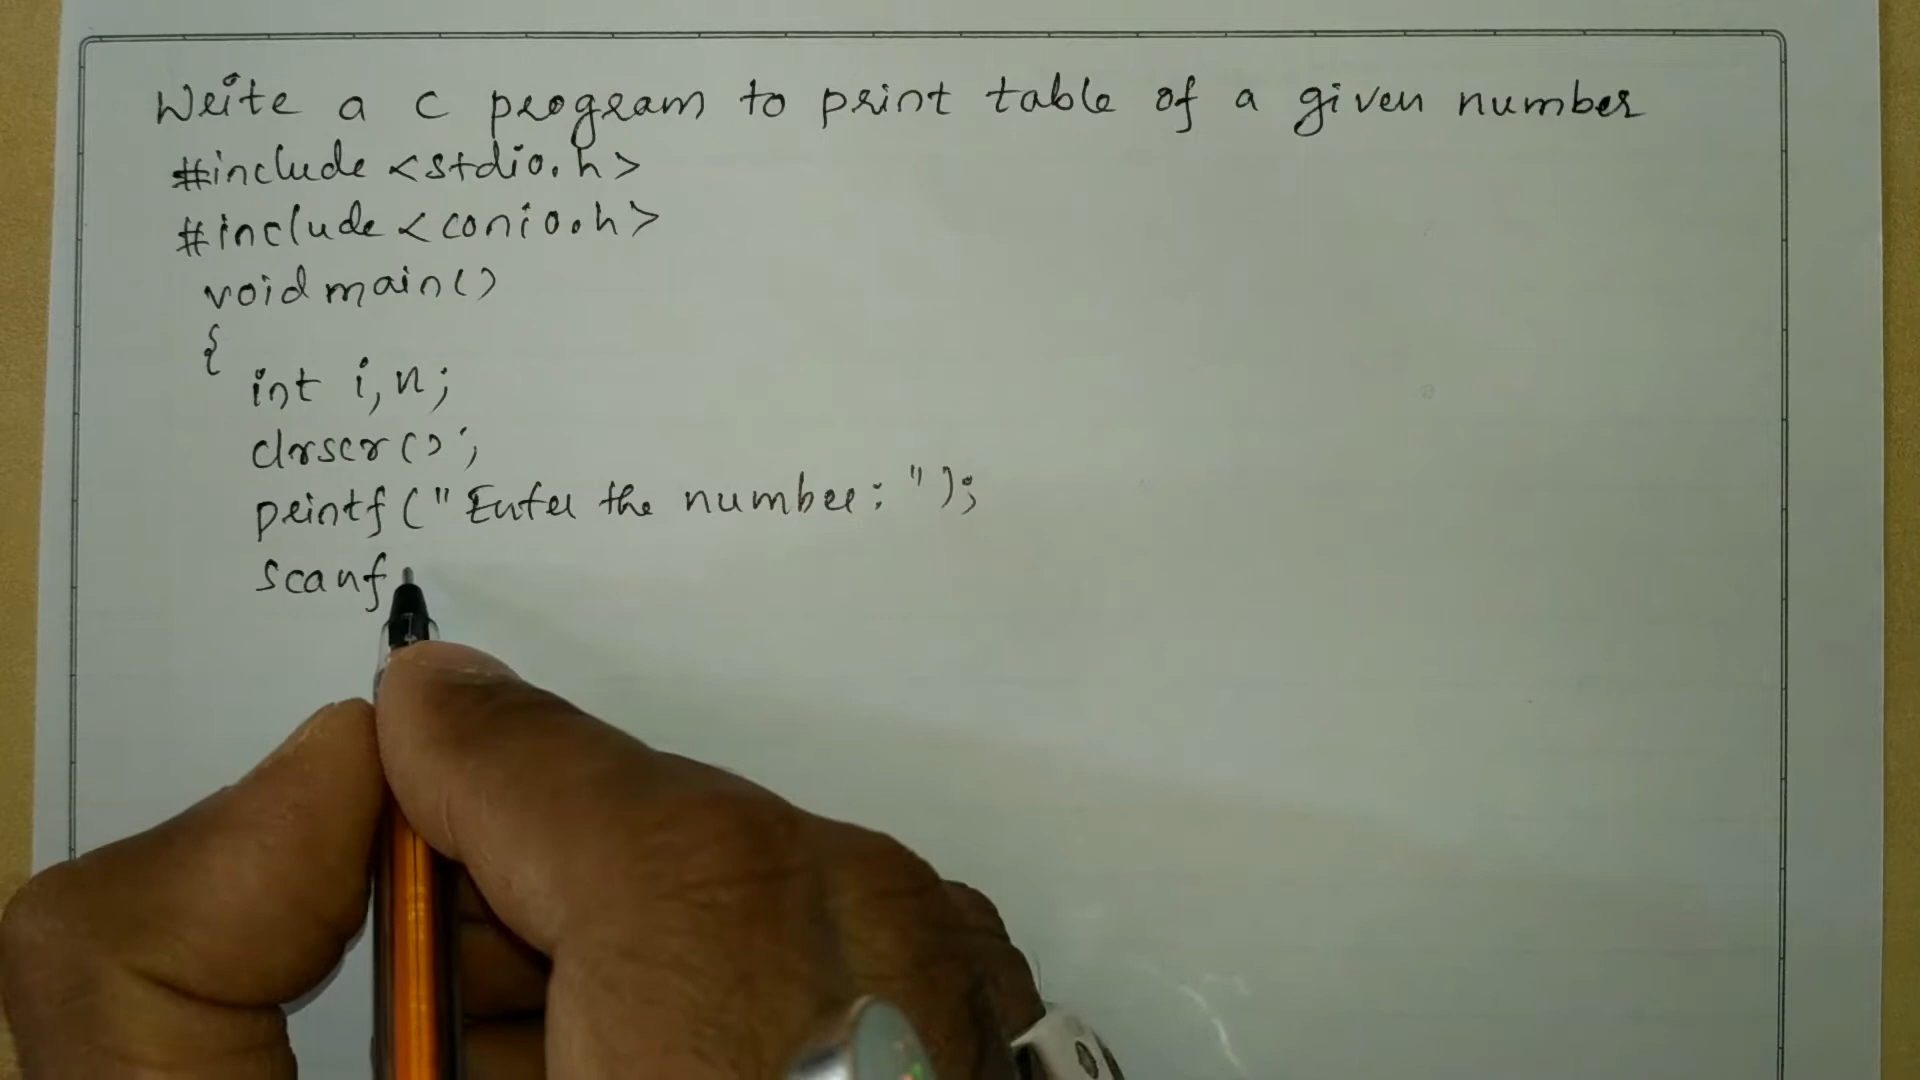 Write a c program to print table of a given number
#include <stdio.h>
#include <conio.h>
void main()
{
int i,n;
clrscr();
printf("Enter the number: ");
scanf